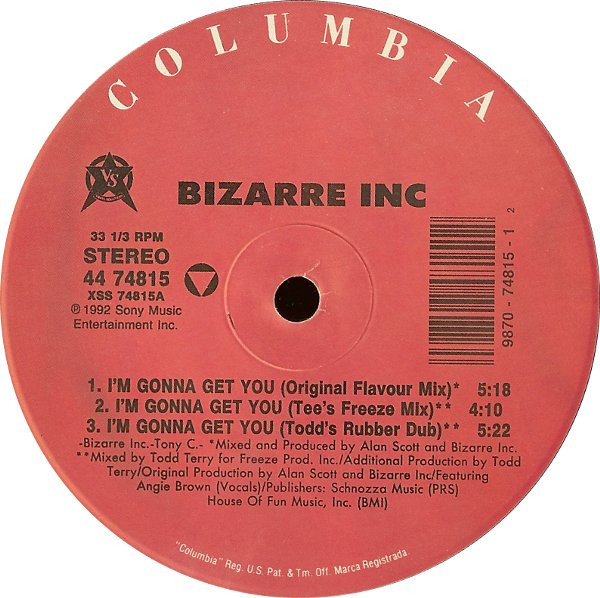 COLUMBIA
VS
BIZARRE INC
33 1/3 RPM
STEREO
44 74815
XSS 74815A
℗ 1992 Sony Music
Entertainment Inc.
9870 - 74815 - 1 2
1. I'M GONNA GET YOU (Original Flavour Mix)* 5:18
2. I'M GONNA GET YOU (Tee's Freeze Mix)** 4:10
3. I'M GONNA GET YOU (Todd's Rubber Dub)** 5:22
-Bizarre Inc.-Tony C.- *Mixed and Produced by Alan Scott and Bizarre Inc.
**Mixed by Todd Terry for Freeze Prod. Inc./Additional Production by Todd
Terry/Original Production by Alan Scott and Bizarre Inc/Featuring
Angie Brown (Vocals)/Publishers: Schnozza Music (PRS)
House Of Fun Music, Inc. (BMI)
"Columbia" Reg. U.S. Pat. & Tm. Off. Marca Registrada.